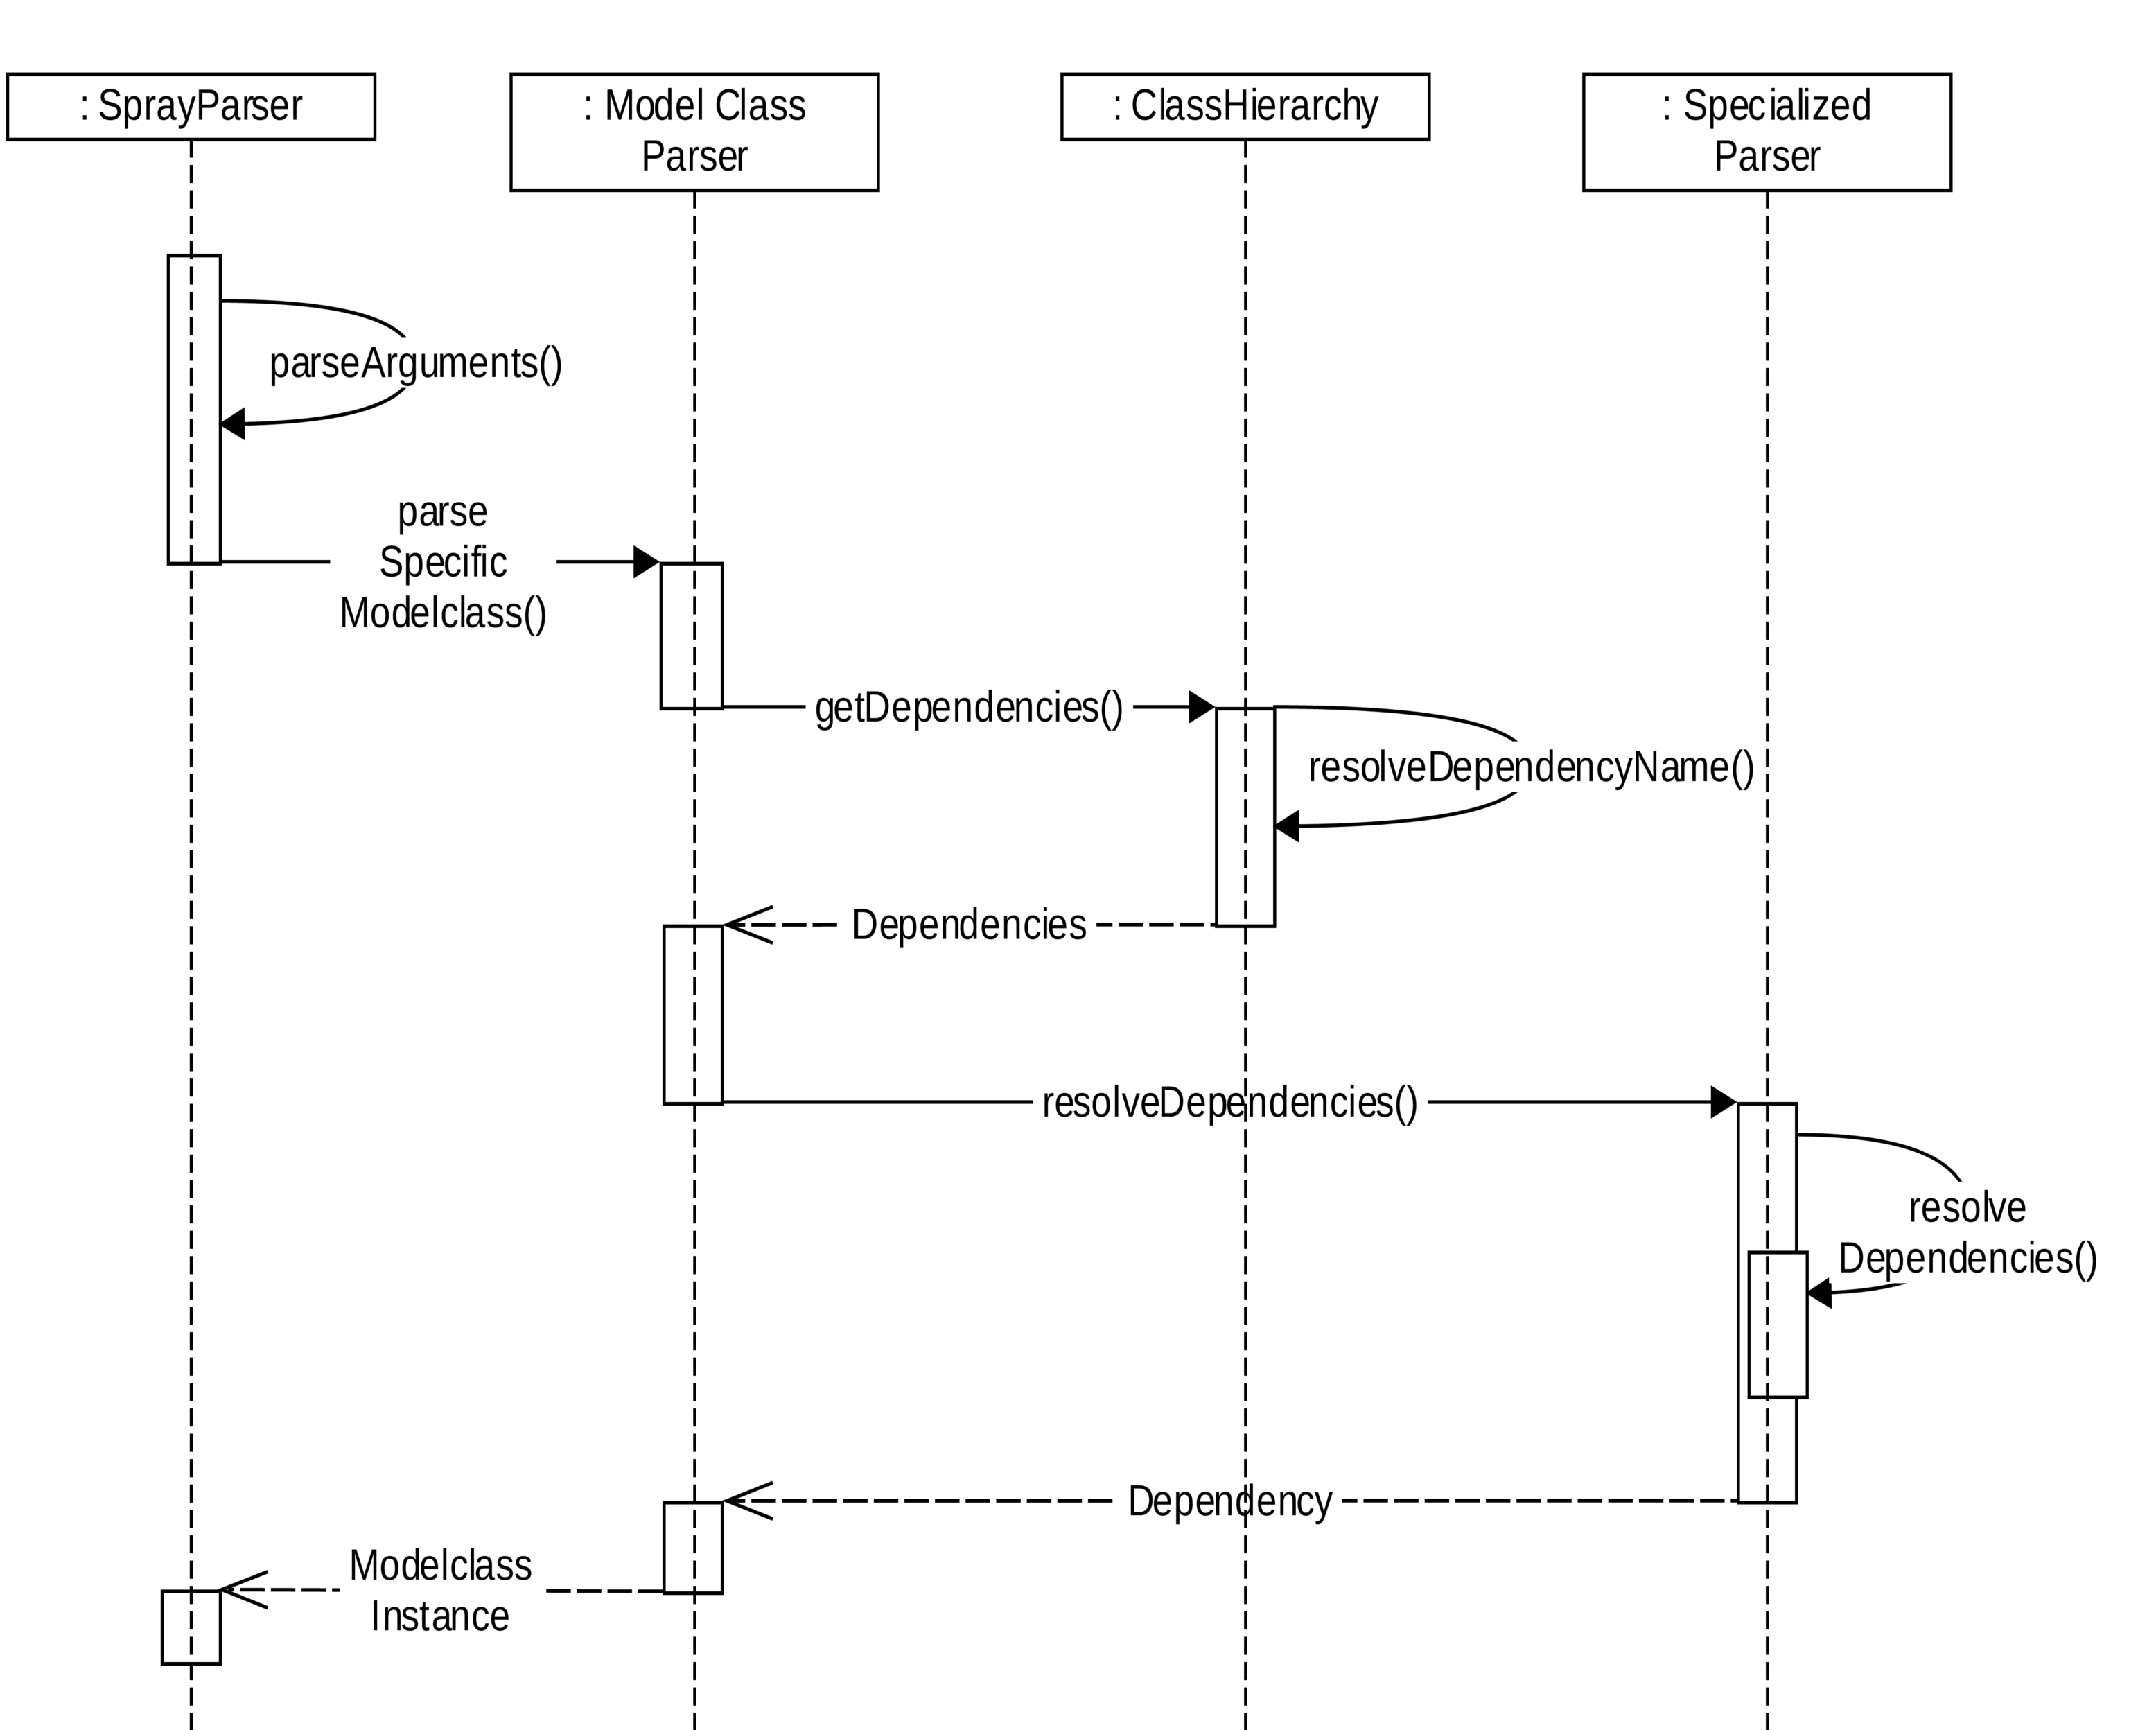 : SprayParser
: Model Class
Parser
: ClassHierarchy
: Specialized
Parser
parseArguments()
parse
Specific
Modelclass()
getDependencies()
resolveDependencyName()
Dependencies
resolveDependencies()
resolve
Dependencies()
Dependency
Modelclass
Instance